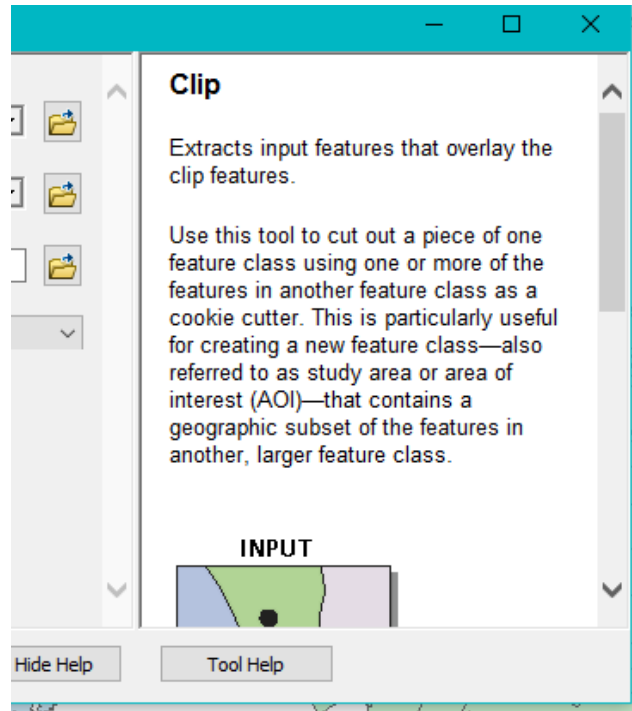 Clip
Extracts input features that overlay the
clip features.
Use this tool to cut out a piece of one
feature class using one or more of the
features in another feature class as a
cookie cutter. This is particularly useful
for creating a new feature class—also
referred to as study area or area of
interest (AOI)—that contains a
geographic subset of the features in
another, larger feature class.
INPUT
Hide Help
Tool Help